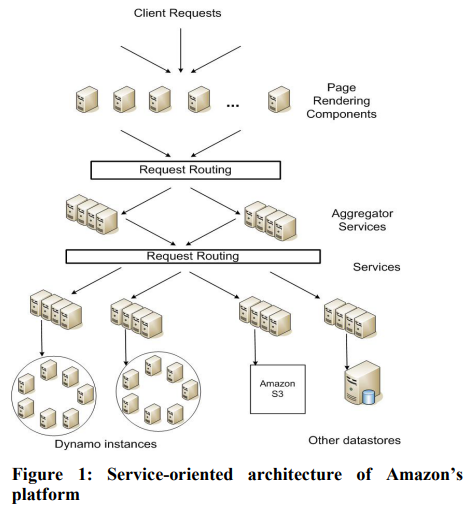 Client Requests
Page
Rendering
Components
...
Request Routing
Aggregator
Services
Request Routing
Services
Amazon
S3
Dynamo instances
Other datastores
Figure 1: Service-oriented architecture of Amazon's
platform